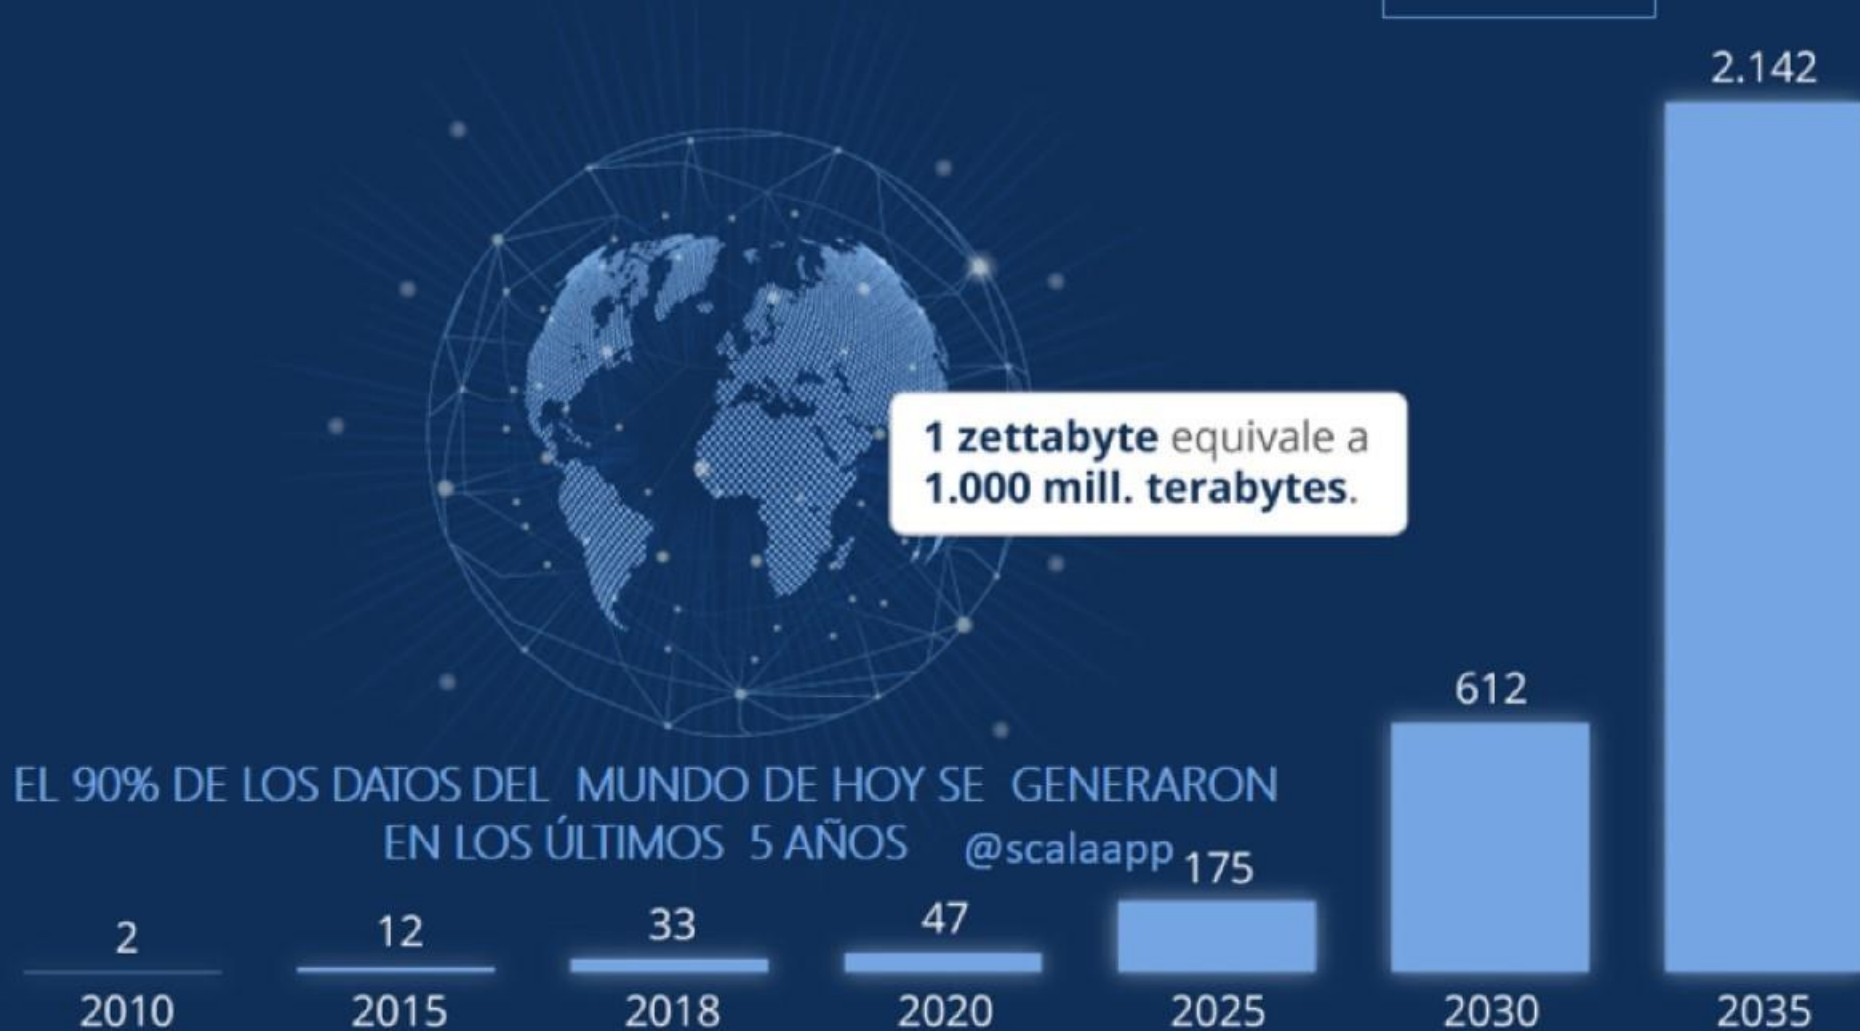 2.142
1 zettabyte equivale a
1.000 mill. terabytes.
612
EL 90% DE LOS DATOS DEL MUNDO DE HOY SE GENERARON
EN LOS ÚLTIMOS 5 AÑOS @scalaapp
175
2 12 33 47
2010 2015 2018 2020 2025 2030 2035